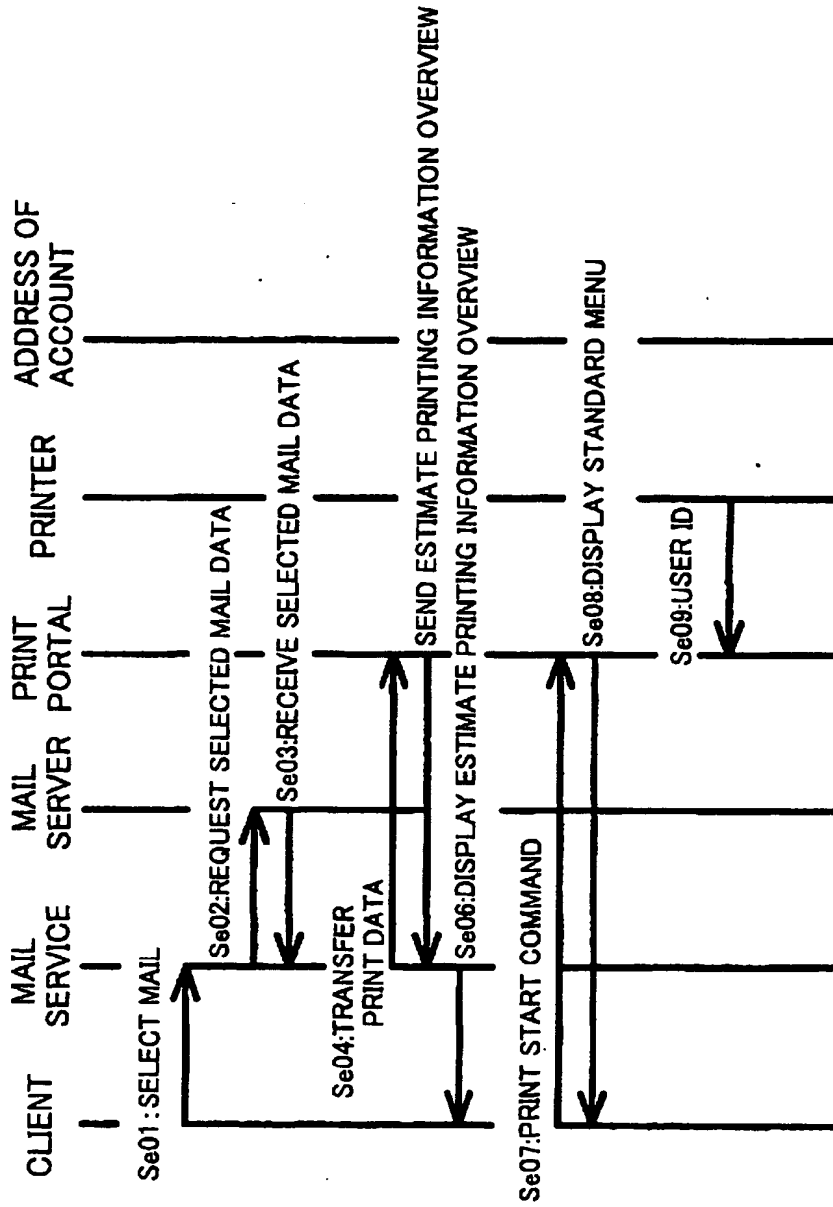 CLIENT
MAIL
SERVICE
MAIL
SERVER
PRINT
PORTAL
PRINTER
ADDRESS OF
ACCOUNT
Se01 : SELECT MAIL
Se02:REQUEST SELECTED MAIL DATA
Se03:RECEIVE SELECTED MAIL DATA
Se04:TRANSFER
PRINT DATA
SEND ESTIMATE PRINTING INFORMATION OVERVIEW
Se06:DISPLAY ESTIMATE PRINTING INFORMATION OVERVIEW
Se07:PRINT START COMMAND
Se08:DISPLAY STANDARD MENU
Se09:USER ID